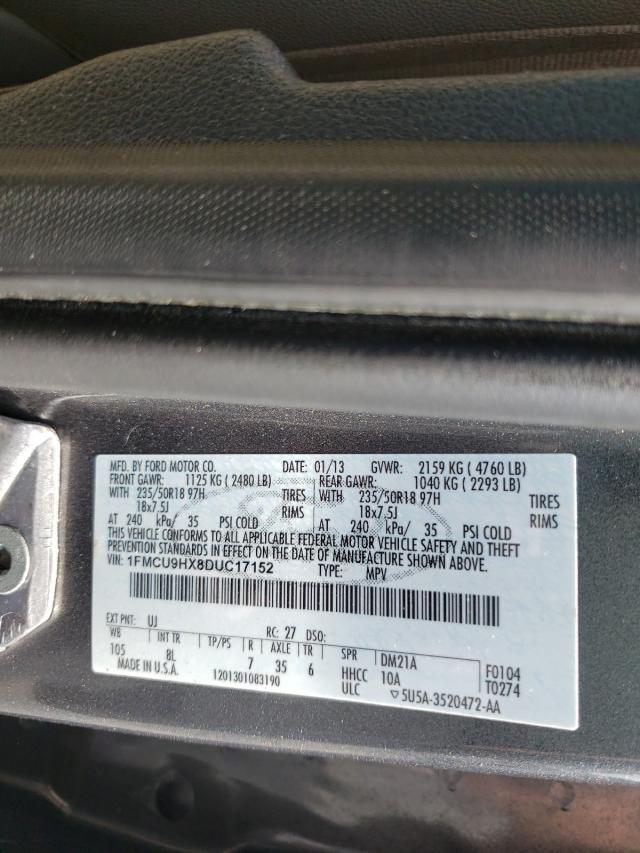 MFD. BY FORD MOTOR CO. DATE: 01/13 GVWR: 2159 KG ( 4760 LB)
FRONT GAWR: 1125 KG ( 2480 LB) REAR GAWR: 1040 KG ( 2293 LB)
WITH 235/50R18 97H TIRES WITH 235/50R18 97H TIRES
18x7.5J RIMS 18x7.5J RIMS
AT 240 kPa/ 35 PSI COLD AT 240 kPa/ 35 PSI COLD
THIS VEHICLE CONFORMS TO ALL APPLICABLE FEDERAL MOTOR VEHICLE SAFETY AND THEFT
PREVENTION STANDARDS IN EFFECT ON THE DATE OF MANUFACTURE SHOWN ABOVE.
VIN: 1FMCU9HX8DUC17152 TYPE: MPV
EXT PNT: UJ RC: 27 DSO:
WB INT TR TP/PS R AXLE TR SPR DM21A F0104
105 8L 7 35 6 HHCC 10A T0274
MADE IN U.S.A. 1201301083190 ULC ▽5U5A-3520472-AA